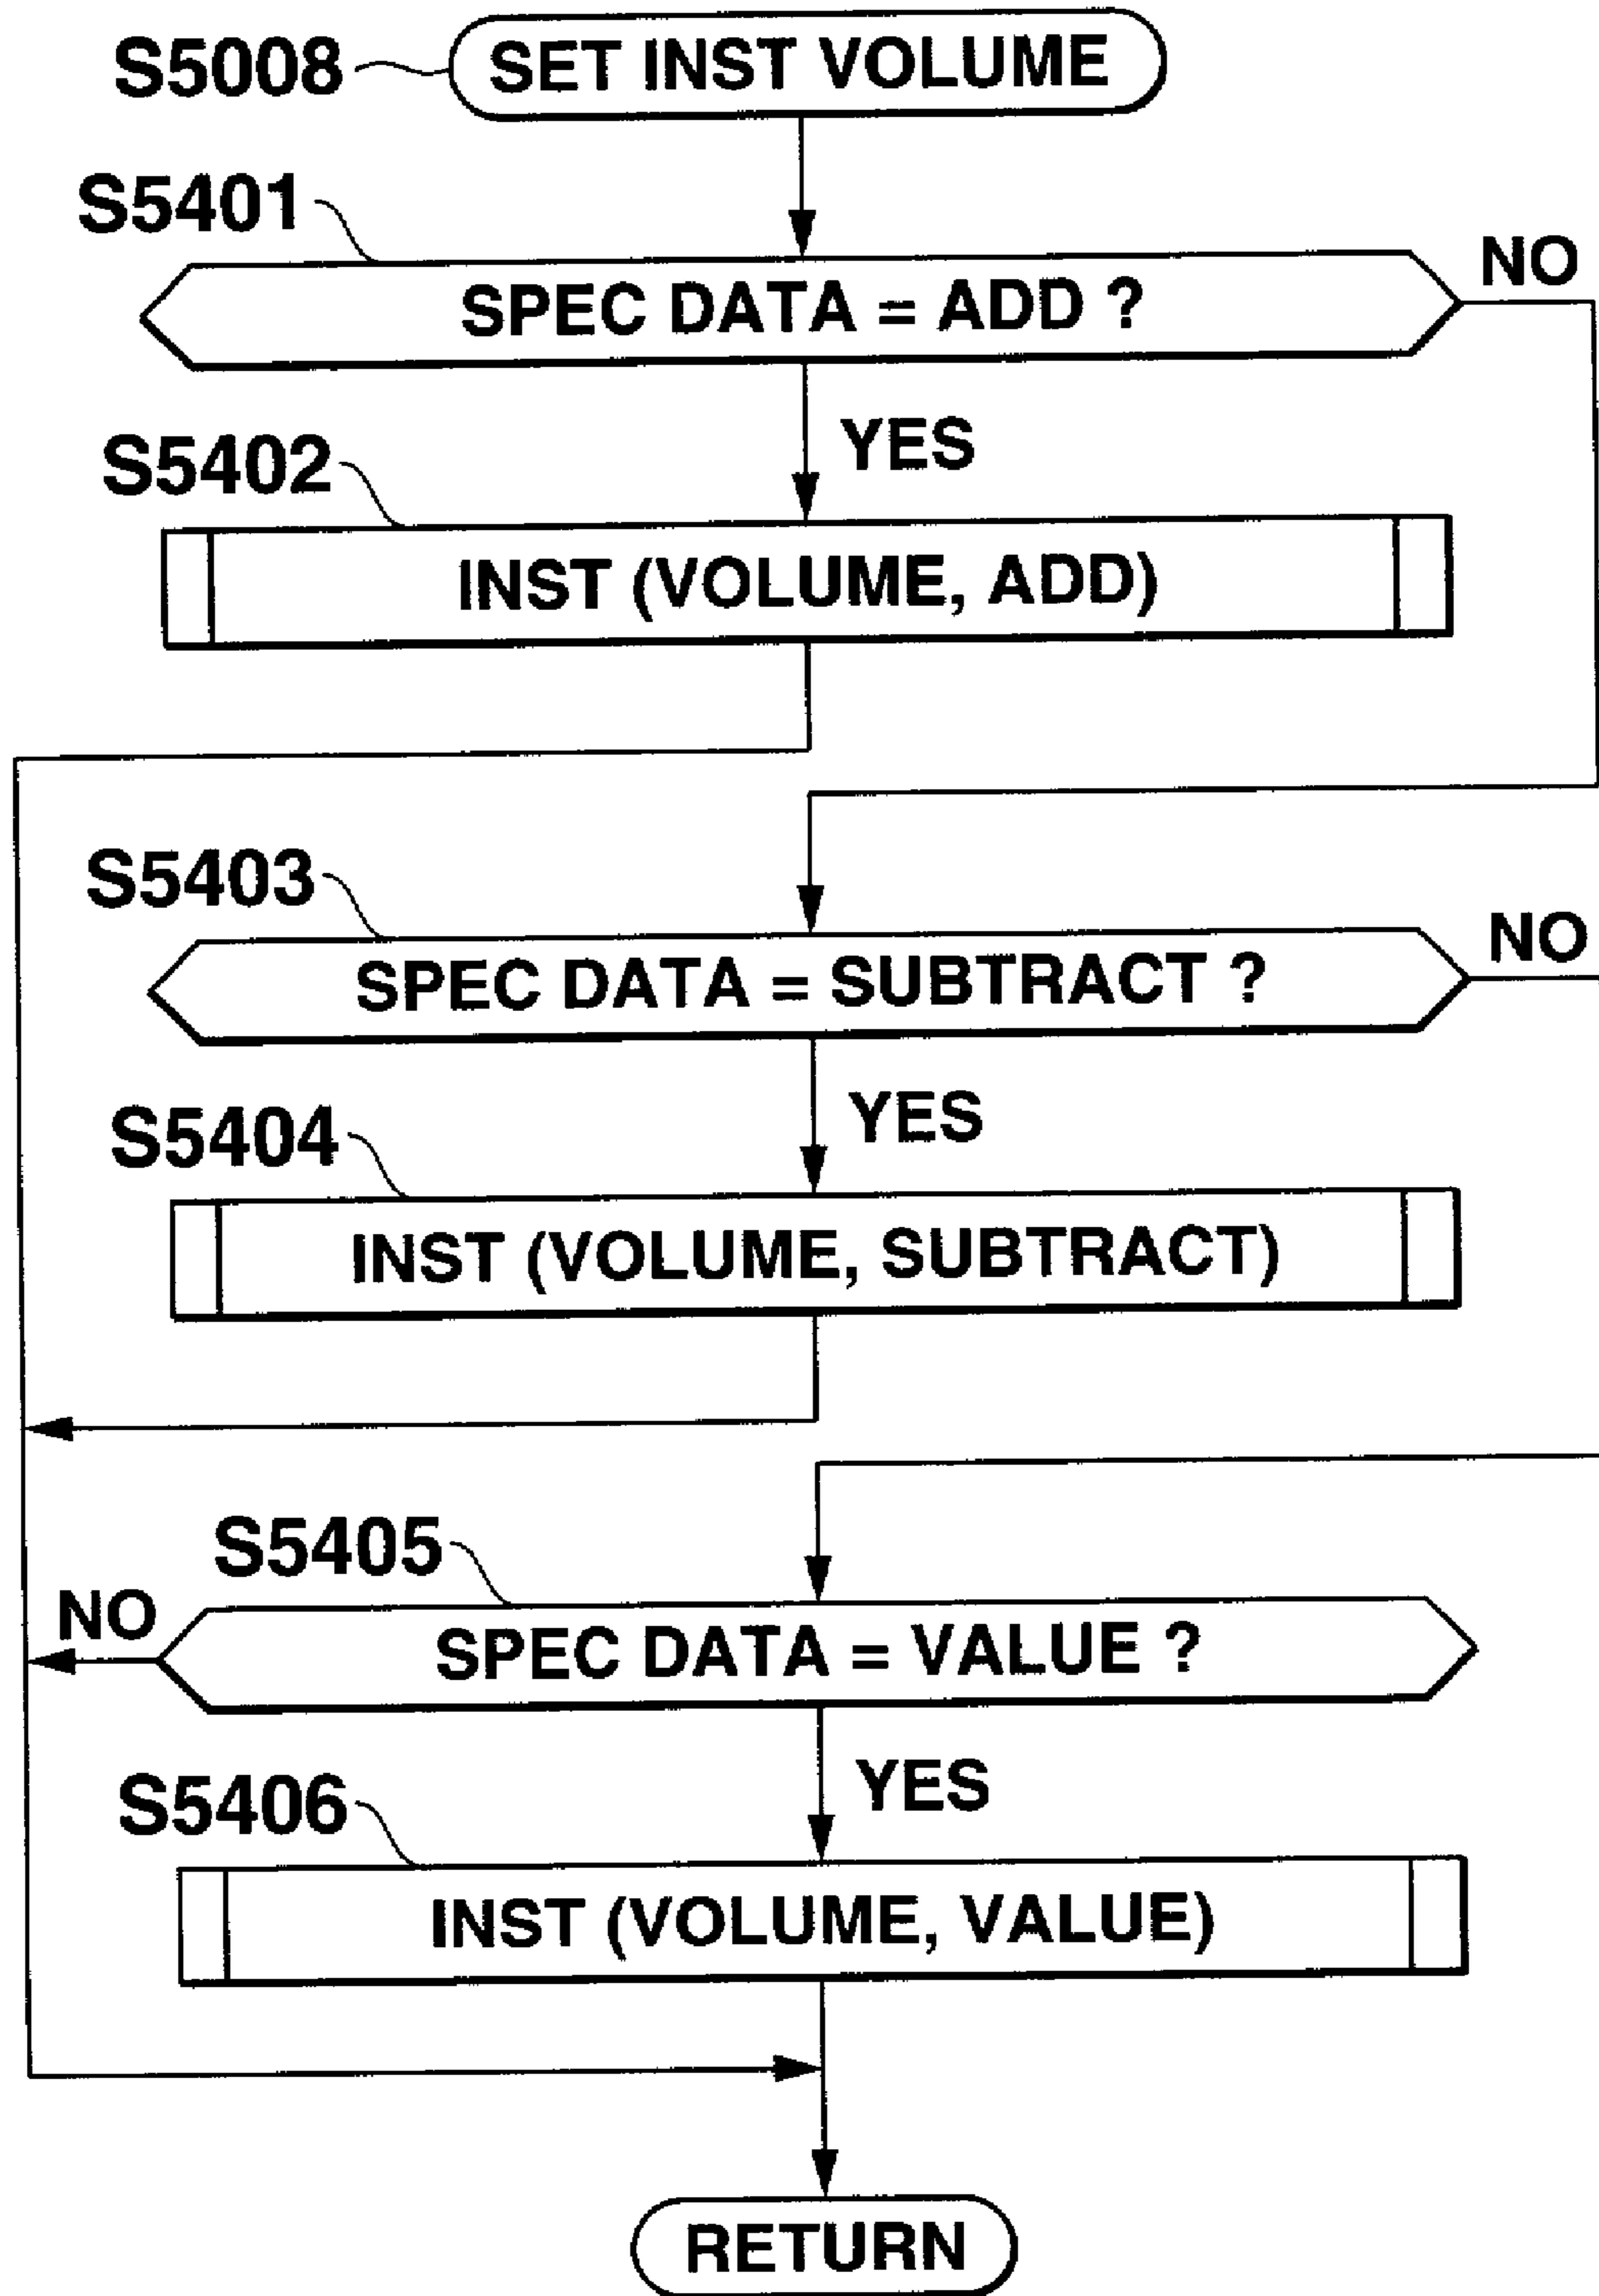 S5008
SET INST VOLUME
S5401
SPEC DATA = ADD ?
NO
YES
S5402
INST (VOLUME, ADD)
S5403
SPEC DATA = SUBTRACT ?
NO
YES
S5404
INST (VOLUME, SUBTRACT)
S5405
NO
SPEC DATA = VALUE ?
YES
S5406
INST (VOLUME, VALUE)
RETURN